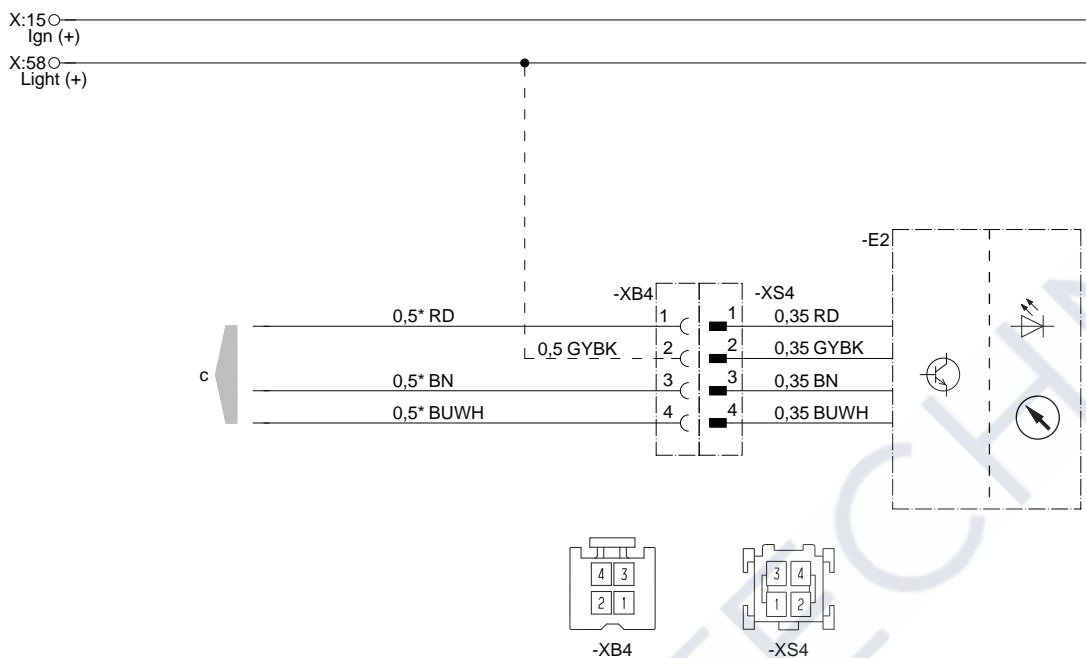 X:15
Ign (+)
X:58
Light (+)
-E2
-XB4 -XS4
0,5* RD 1 1 0,35 RD
0,5 GYBK 2 2 0,35 GYBK
c
0,5* BN 3 3 0,35 BN
0,5* BUWH 4 4 0,35 BUWH
4 3 3 4
2 1 1 2
-XB4 -XS4
TECH